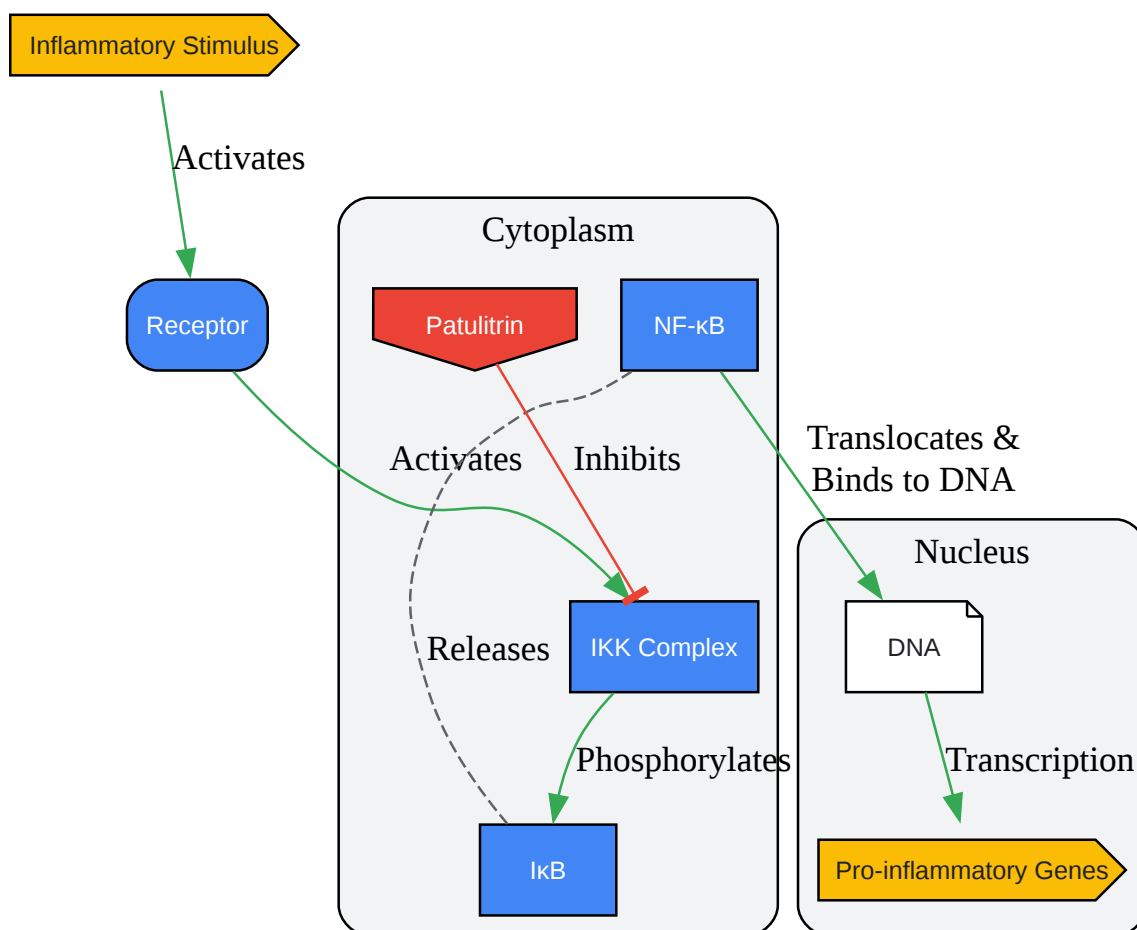 Inflammatory Stimulus
Activates
Cytoplasm
Receptor
Patulitrin
NF-κB
Activates
Inhibits
Translocates &
Binds to DNA
Nucleus
Releases
IKK Complex
DNA
Phosphorylates
Transcription
IκB
Pro-inflammatory Genes